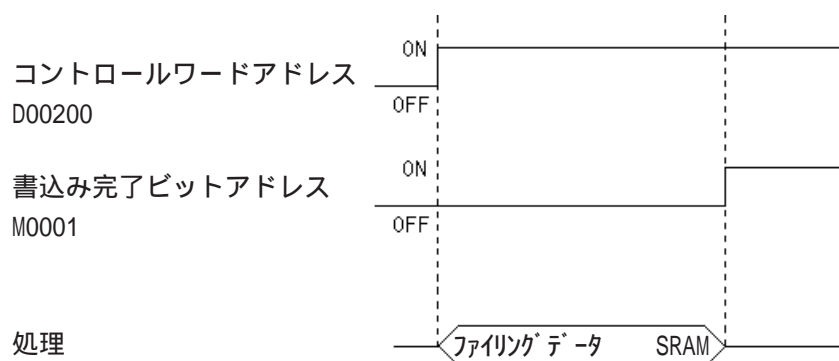 ON
コントロールワードアドレス
OFF
D00200
ON
書込み完了ビットアドレス
M0001
OFF
処理
ファイリングデータ SRAM